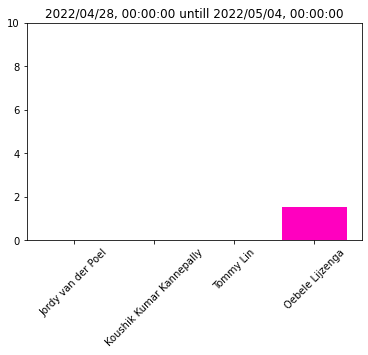 2022/04/28, 00:00:00 untill 2022/05/04, 00:00:00
10
8
6
4
2
0
Jordy van der Poel
Koushik Kumar Kannepally
Tommy Lin
Oebele Lijzenga